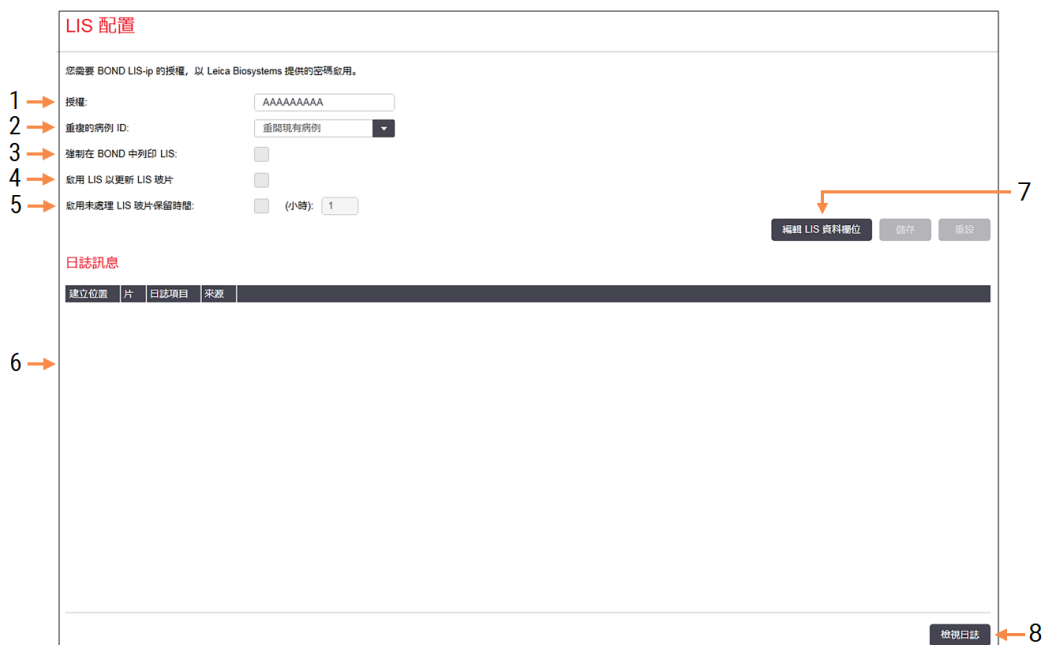 LIS 配置
您需要 BOND LIS-ip 的授權，以 Leica Biosystems 提供的密碼啟用。
1 授權: AAAAAAAAA
2 重複的病例 ID: 重開現有病例
3 強制在 BOND 中列印 LIS:
4 啟用 LIS 以更新 LIS 玻片
5 啟用未處理 LIS 玻片保留時間: (小時): 1
7
編輯 LIS 資料欄位 儲存 重設
日誌訊息
建立位置 片 日誌項目 來源
6
檢視日誌 8